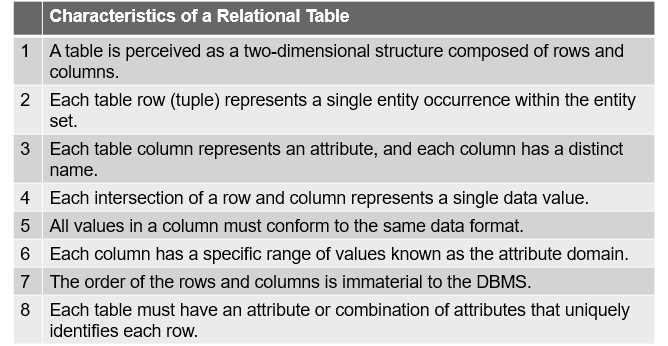 Characteristics of a Relational Table
1 A table is perceived as a two-dimensional structure composed of rows and
columns.
2 Each table row (tuple) represents a single entity occurrence within the entity
set.
3 Each table column represents an attribute, and each column has a distinct
name.
4 Each intersection of a row and column represents a single data value.
5 All values in a column must conform to the same data format.
6 Each column has a specific range of values known as the attribute domain.
7 The order of the rows and columns is immaterial to the DBMS.
8 Each table must have an attribute or combination of attributes that uniquely
identifies each row.